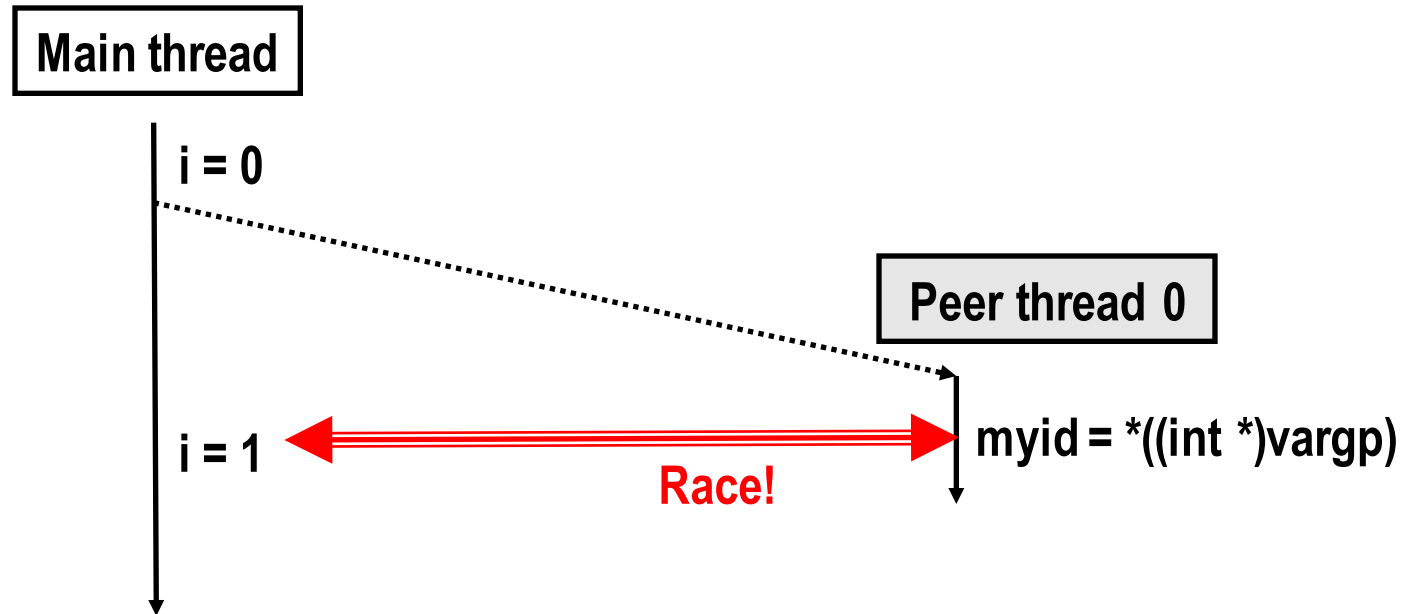 Main thread
i = 0
Peer thread 0
i = 1
myid = *((int *)vargp)
Race!